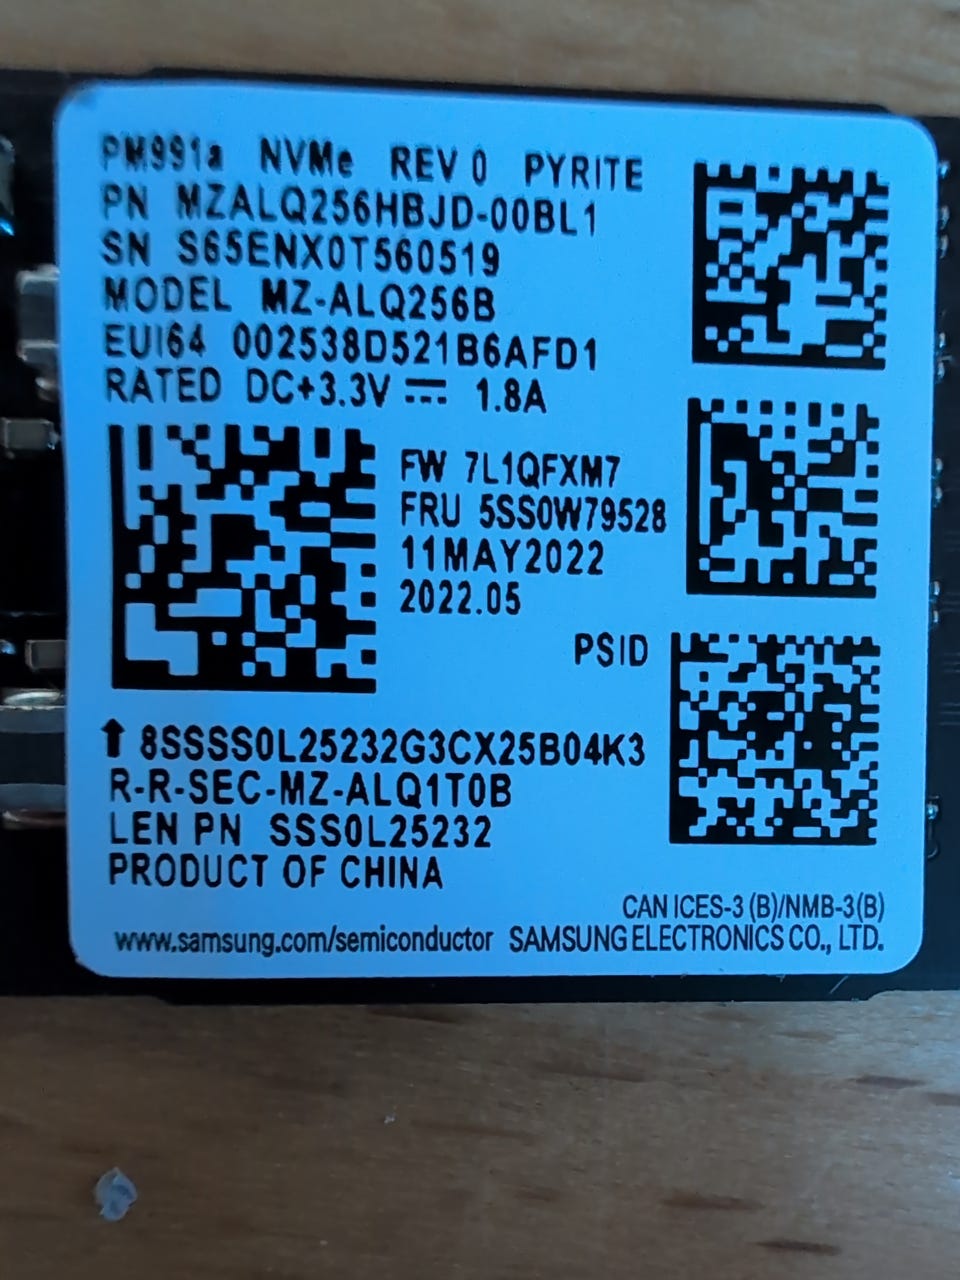 PM991a NVMe REV 0 PYRITE
PN MZALQ256HBJD-00BL1
SN S65ENX0T560519
MODEL MZ-ALQ256B
EUI64 002538D521B6AFD1
RATED DC+3.3V ⎓ 1.8A
FW 7L1QFXM7
FRU 5SS0W79528
11MAY2022
2022.05
PSID
⬆8SSSS0L25232G3CX25B04K3
R-R-SEC-MZ-ALQ1T0B
LEN PN SSS0L25232
PRODUCT OF CHINA
CAN ICES-3 (B)/NMB-3(B)
www.samsung.com/semiconductor SAMSUNG ELECTRONICS CO., LTD.